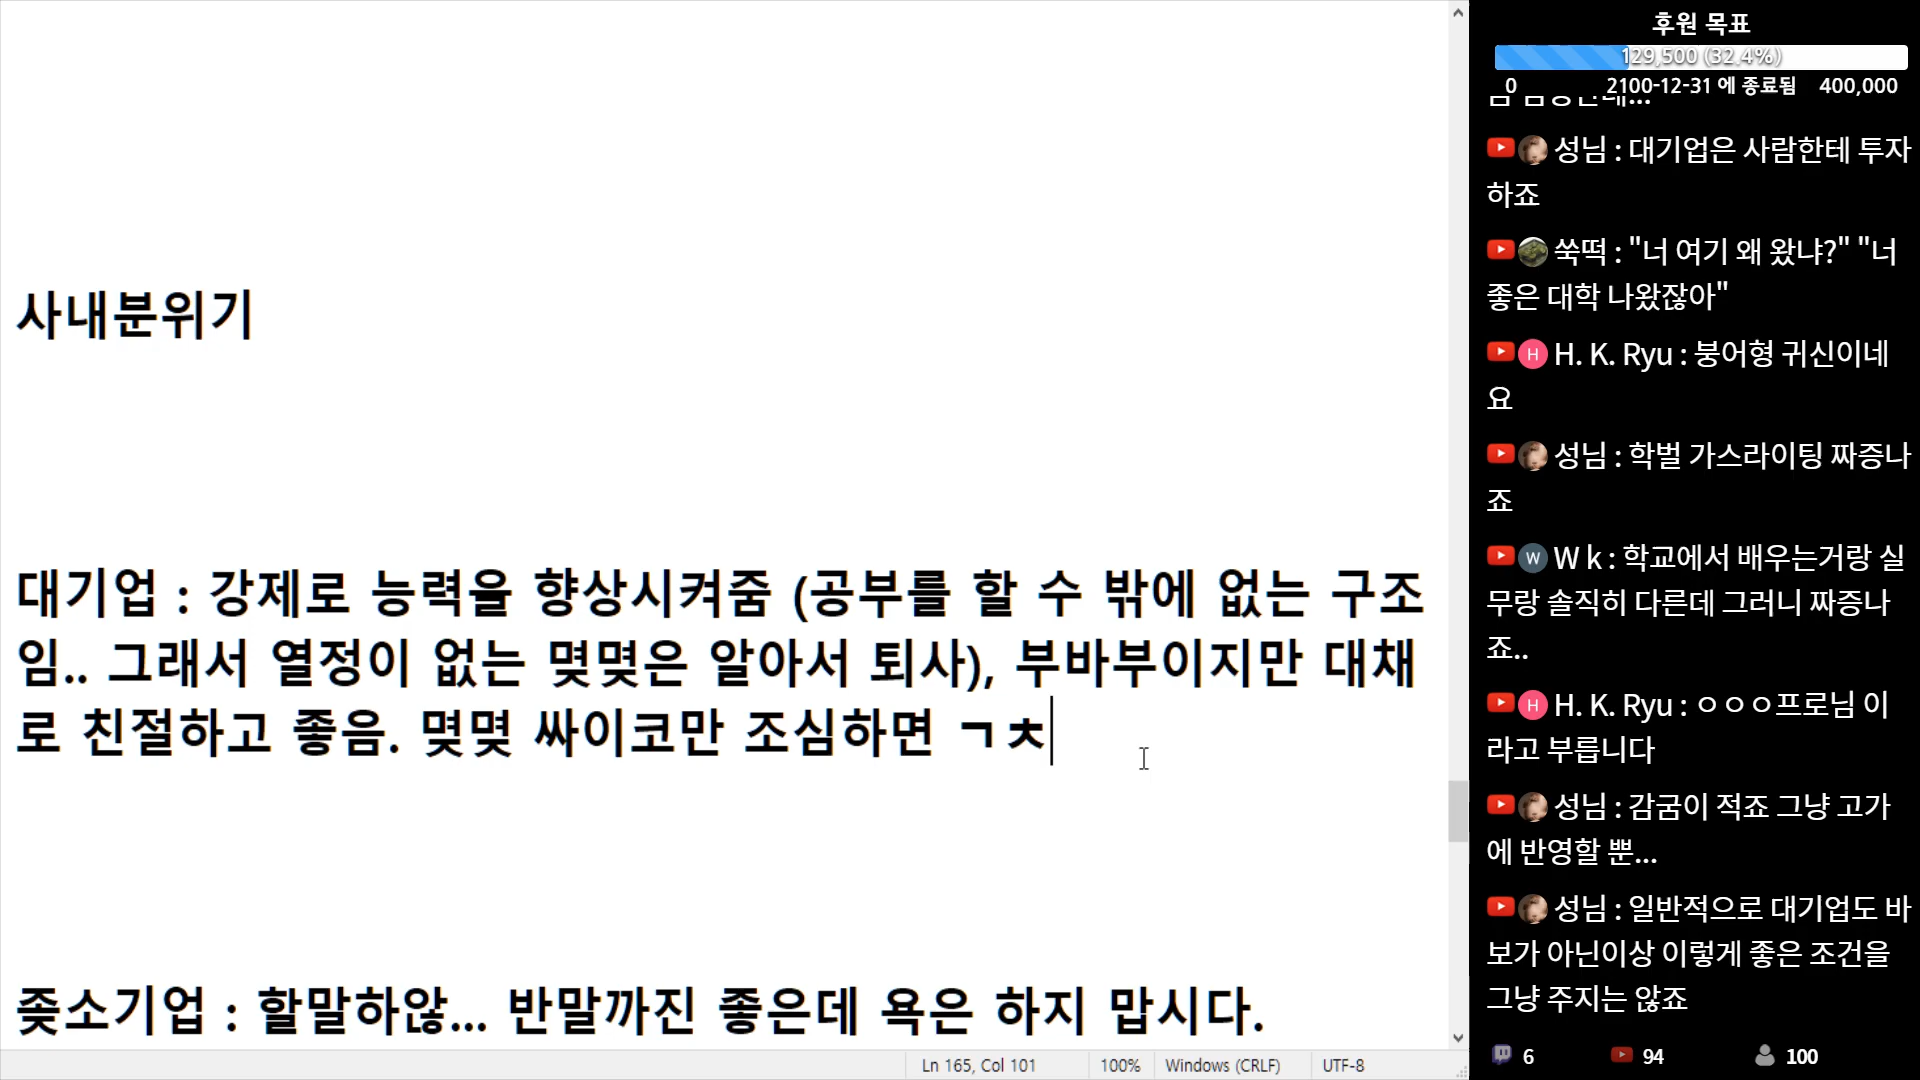 사내분위기
대기업 : 강제로 능력을 향상시켜줌 (공부를 할 수 밖에 없는 구조
임.. 그래서 열정이 없는 몇몇은 알아서 퇴사), 부바부이지만 대채
로 친절하고 좋음. 몇몇 싸이코만 조심하면 ㄱㅊ
좆소기업 : 할말하않... 반말까진 좋은데 욕은 하지 맙시다.
Ln 165, Col 101
100%
Windows (CRLF)
UTF-8
후원 목표
129,500 (32.4%)
0 2100-12-31 에 종료됨 400,000
성님 : 대기업은 사람한테 투자
하죠
쑥떡 : "너 여기 왜 왔냐?" "너
좋은 대학 나왔잖아"
H H. K. Ryu : 붕어형 귀신이네
요
성님 : 학벌 가스라이팅 짜증나
죠
W W k : 학교에서 배우는거랑 실
무랑 솔직히 다른데 그러니 짜증나
죠..
H H. K. Ryu : ㅇㅇㅇ프로님 이
라고 부릅니다
성님 : 감굼이 적죠 그냥 고가
에 반영할 뿐...
성님 : 일반적으로 대기업도 바
보가 아닌이상 이렇게 좋은 조건을
그냥 주지는 않죠
6 94 100